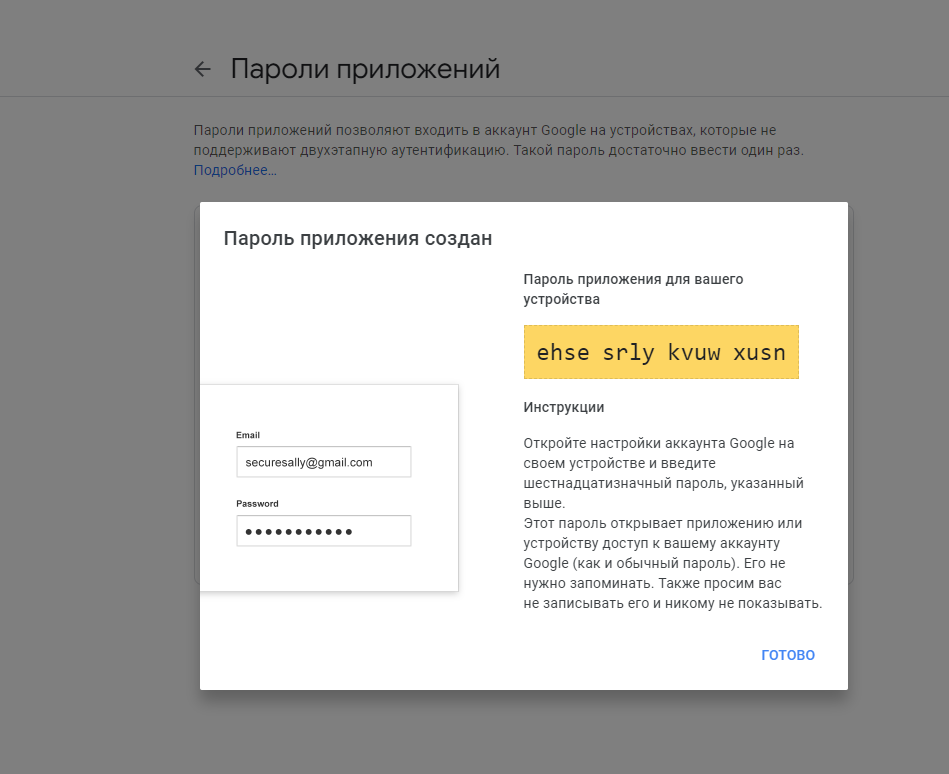 Пароли приложений
Пароли приложений позволяют входить в аккаунт Google на устройствах, которые не
поддерживают двухэтапную аутентификацию. Такой пароль достаточно ввести один раз.
Подробнее…
Пароль приложения создан
Пароль приложения для вашего
устройства
ehse srly kvuw xusn
Email
securesally@gmail.com
Password
Инструкции
Откройте настройки аккаунта Google на
своем устройстве и введите
шестнадцатизначный пароль, указанный
выше.
Этот пароль открывает приложению или
устройству доступ к вашему аккаунту
Google (как и обычный пароль). Его не
нужно запоминать. Также просим вас
не записывать его и никому не показывать.
ГОТОВО